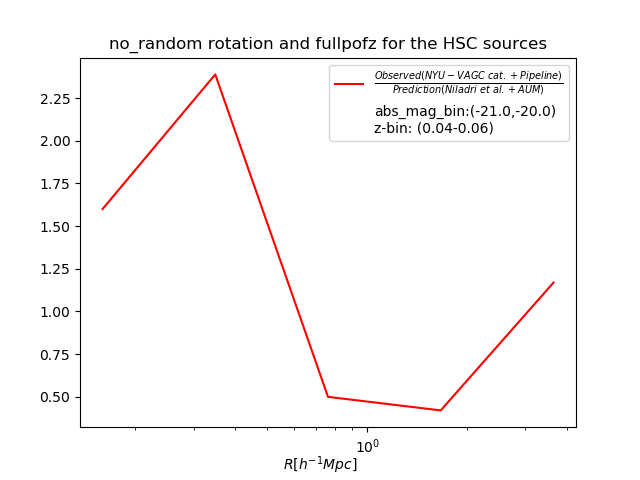 no_random rotation and fullpofz for the HSC sources
Observed(NYU − VAGC cat. + Pipeline)
Prediction(Niladri et al. + AUM)
abs_mag_bin:(-21.0,-20.0)
z-bin: (0.04-0.06)
2.25
2.00
1.75
1.50
1.25
1.00
0.75
0.50
10⁰
R[h⁻¹Mpc]